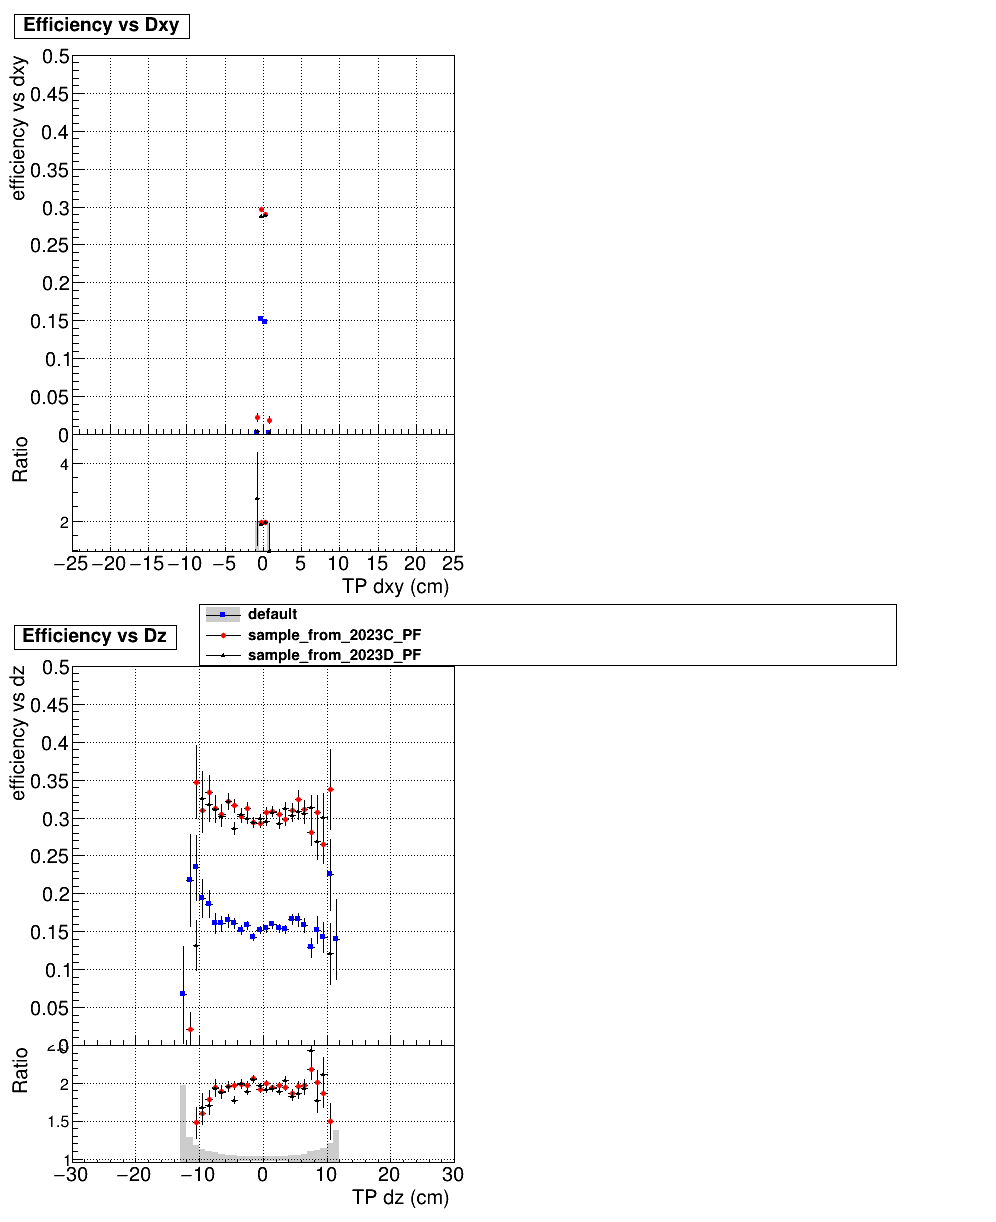 Efficiency vs Dxy
efficiency vs dxy
0.5
0.45
0.4
0.35
0.3
0.25
0.2
0.15
0.1
0.05
0
Ratio
4
2
−25 −20 −15 −10 −5 0 5 10 15 20 25
TP dxy (cm)
default
sample_from_2023C_PF
sample_from_2023D_PF
Efficiency vs Dz
efficiency vs dz
0.5
0.45
0.4
0.35
0.3
0.25
0.2
0.15
0.1
0.05
0
Ratio
2
1.5
1
−30 −20 −10 0 10 20 30
TP dz (cm)